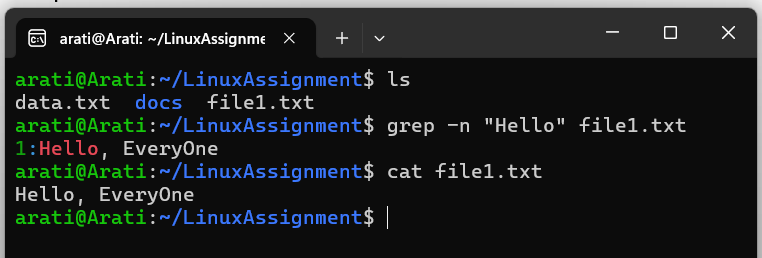 arati@Arati: ~/LinuxAssignme
arati@Arati:~/LinuxAssignment$ ls
data.txt  docs  file1.txt
arati@Arati:~/LinuxAssignment$ grep -n "Hello" file1.txt
1:Hello, EveryOne
arati@Arati:~/LinuxAssignment$ cat file1.txt
Hello, EveryOne
arati@Arati:~/LinuxAssignment$